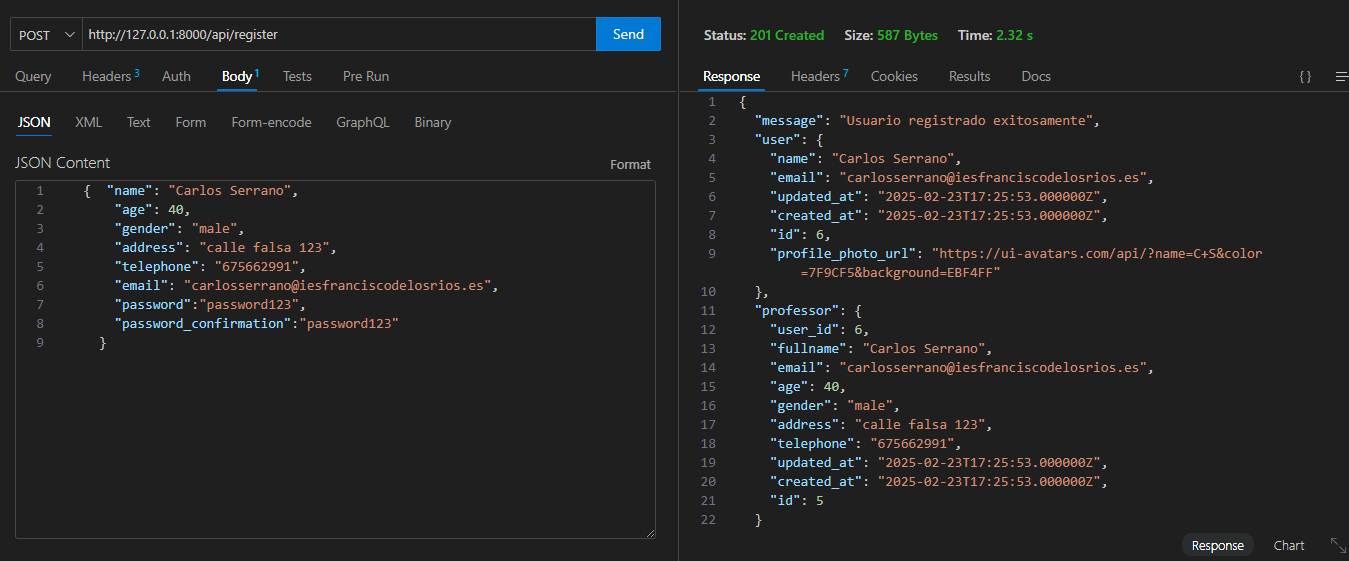 POST http://127.0.0.1:8000/api/register Send
Query Headers 3 Auth Body 1 Tests Pre Run
JSON XML Text Form Form-encode GraphQL Binary
JSON Content Format
1 { "name": "Carlos Serrano",
2 "age": 40,
3 "gender": "male",
4 "address": "calle falsa 123",
5 "telephone": "675662991",
6 "email": "carlosserrano@iesfranciscodelosrios.es",
7 "password":"password123",
8 "password_confirmation":"password123"
9 }
Status: 201 Created Size: 587 Bytes Time: 2.32 s
Response Headers 7 Cookies Results Docs { }
1 {
2 "message": "Usuario registrado exitosamente",
3 "user": {
4 "name": "Carlos Serrano",
5 "email": "carlosserrano@iesfranciscodelosrios.es",
6 "updated_at": "2025-02-23T17:25:53.000000Z",
7 "created_at": "2025-02-23T17:25:53.000000Z",
8 "id": 6,
9 "profile_photo_url": "https://ui-avatars.com/api/?name=C+S&color
=7F9CF5&background=EBF4FF"
10 },
11 "professor": {
12 "user_id": 6,
13 "fullname": "Carlos Serrano",
14 "email": "carlosserrano@iesfranciscodelosrios.es",
15 "age": 40,
16 "gender": "male",
17 "address": "calle falsa 123",
18 "telephone": "675662991",
19 "updated_at": "2025-02-23T17:25:53.000000Z",
20 "created_at": "2025-02-23T17:25:53.000000Z",
21 "id": 5
22 }
Response Chart